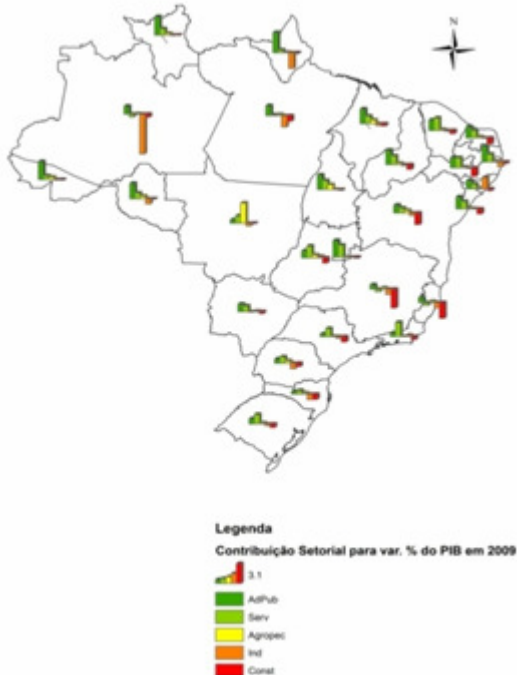 N
Legenda
Contribuição Setorial para var. % do PIB em 2009
3.1
AdPub
Serv
Agropec
Ind
Const